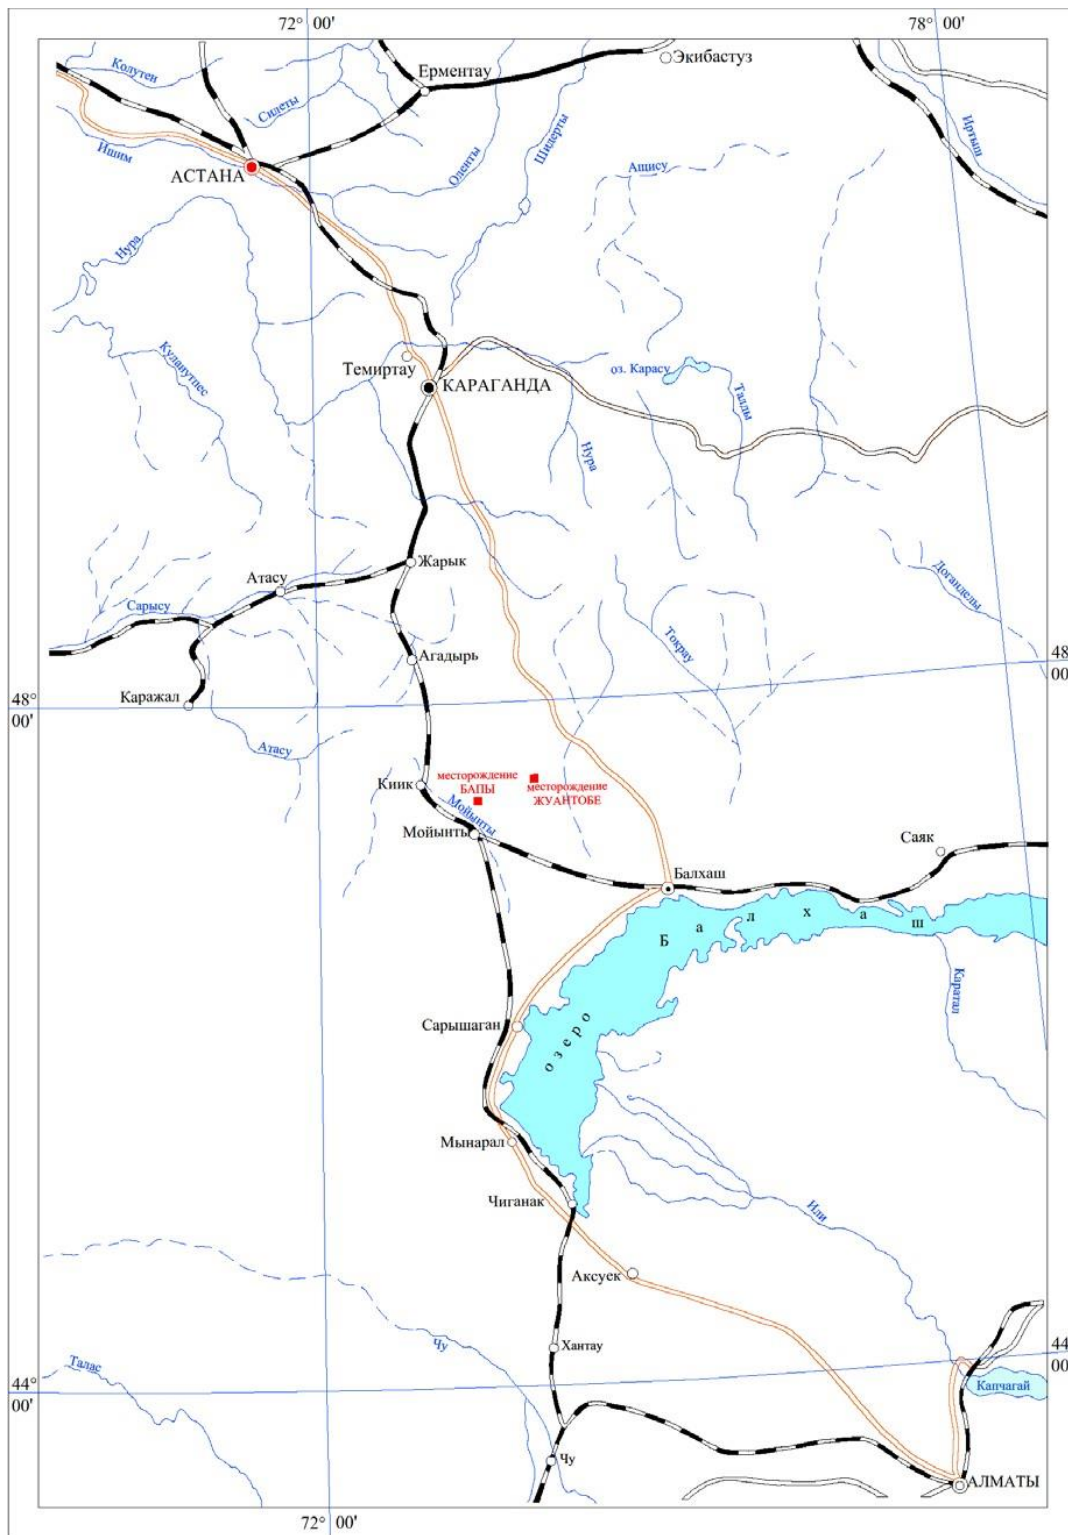 72° 00'
78° 00'
Экибастуз
Колутен
Ерментау
Силеты
Иртыш
Ишим
Шидерты
АСТАНА
Оленты
Ащису
Нура
Куланутпес
Темиртау
оз. Карасу
КАРАГАНДА
Талды
Нура
Жарык
Атасу
Доганделы
Сарысу
Токрау
Агадырь
48°
00'
Каражал
48°
00'
Атасу
Киик
месторождение
БАПЫ
месторождение
ЖУАНТОБЕ
Мойынты
Мойынты
Саяк
Балхаш
озеро Балхаш
Каратал
Сарышаган
Мынарал
Чиганак
Или
Аксуек
Чу
Хантау
Талас
44°
00'
44°
00'
Капчагай
Чу
АЛМАТЫ
72° 00'